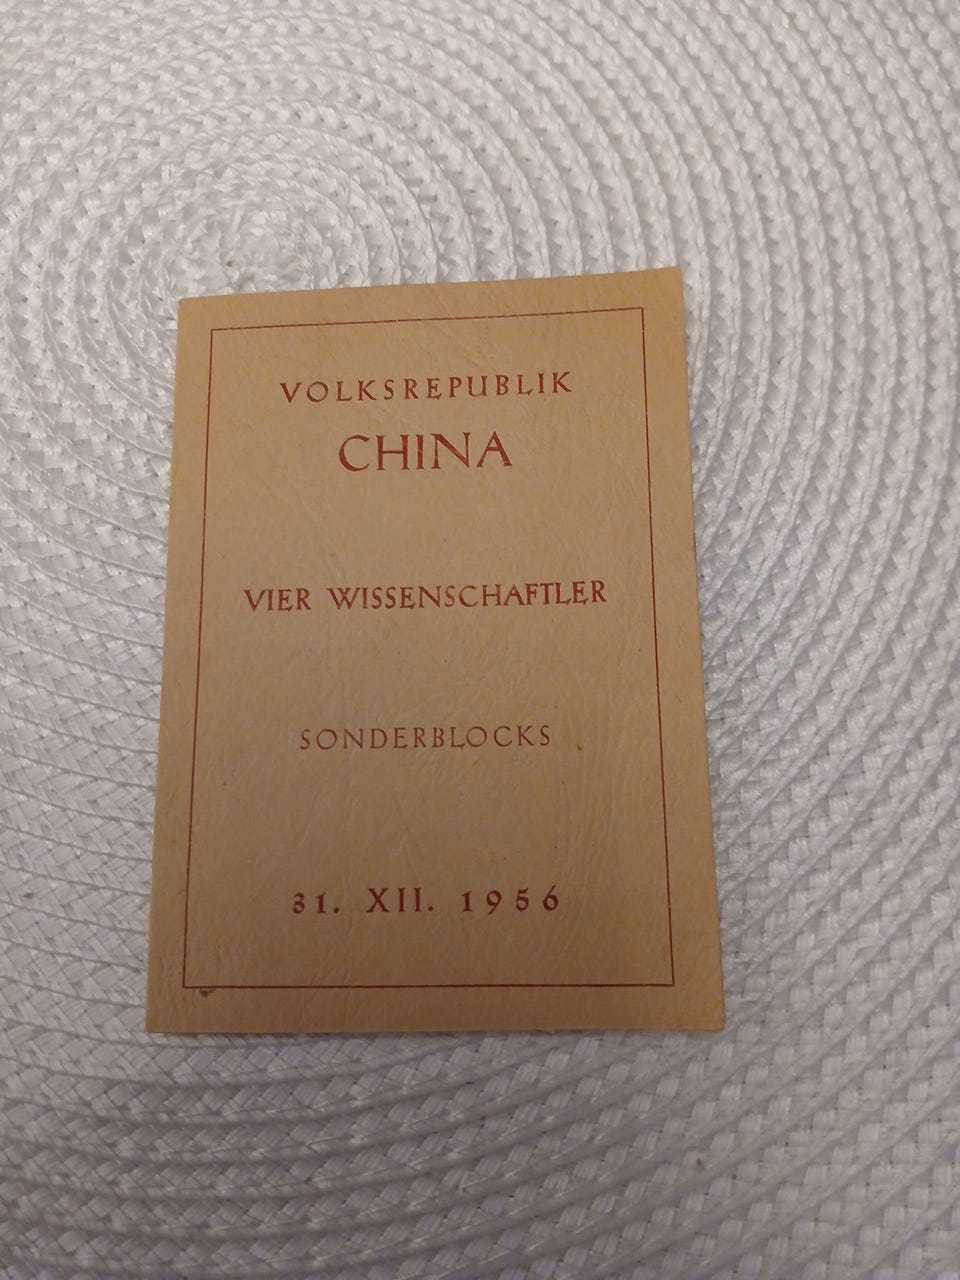 VOLKSREPUBLIK
CHINA
VIER WISSENSCHAFTLER
SONDERBLOCKS
31. XII. 1956